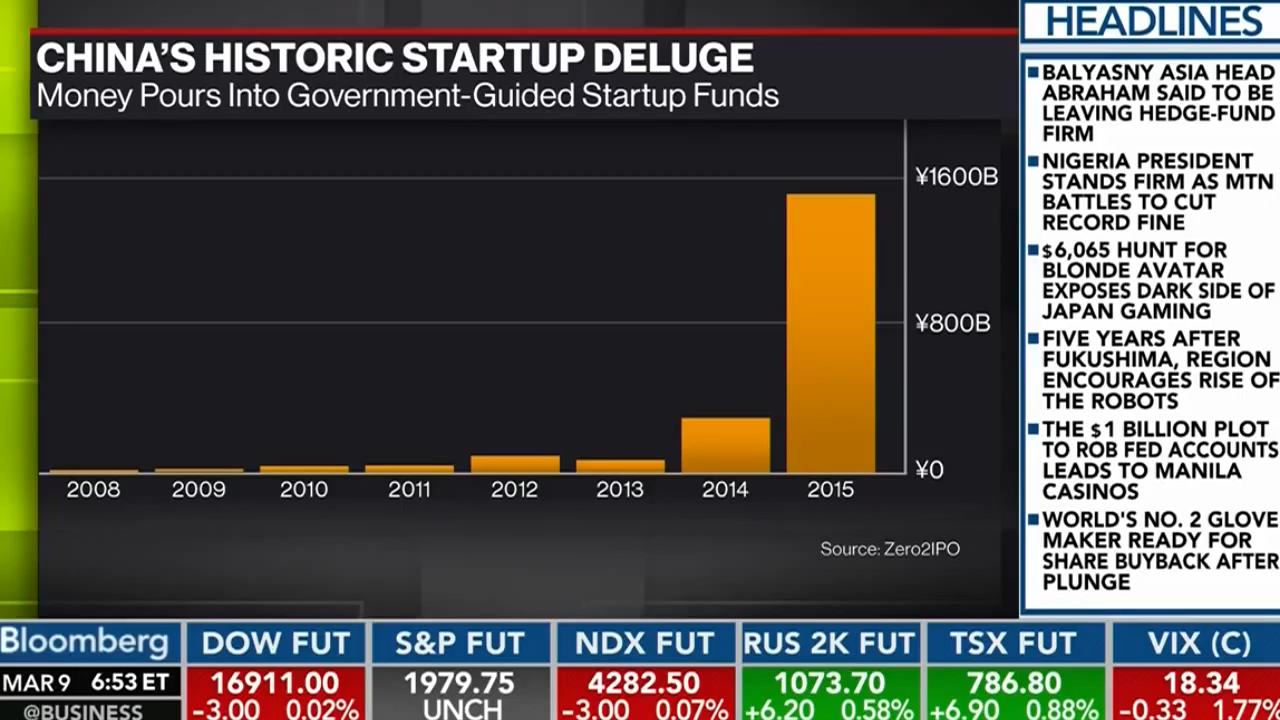 CHINA'S HISTORIC STARTUP DELUGE
Money Pours Into Government-Guided Startup Funds
¥1600B
¥800B
¥0
2008 2009 2010 2011 2012 2013 2014 2015
Source: Zero2IPO
HEADLINES
BALYASNY ASIA HEAD
ABRAHAM SAID TO BE
LEAVING HEDGE-FUND
FIRM
NIGERIA PRESIDENT
STANDS FIRM AS MTN
BATTLES TO CUT
RECORD FINE
$6,065 HUNT FOR
BLONDE AVATAR
EXPOSES DARK SIDE OF
JAPAN GAMING
FIVE YEARS AFTER
FUKUSHIMA, REGION
ENCOURAGES RISE OF
THE ROBOTS
THE $1 BILLION PLOT
TO ROB FED ACCOUNTS
LEADS TO MANILA
CASINOS
WORLD'S NO. 2 GLOVE
MAKER READY FOR
SHARE BUYBACK AFTER
PLUNGE
Bloomberg DOW FUT S&P FUT NDX FUT RUS 2K FUT TSX FUT VIX (C)
MAR 9 6:53 ET 16911.00 1979.75 4282.50 1073.70 786.80 18.34
@BUSINESS −3.00 0.02% UNCH −3.00 0.07% +6.20 0.58% +6.90 0.88% −0.33 1.77%